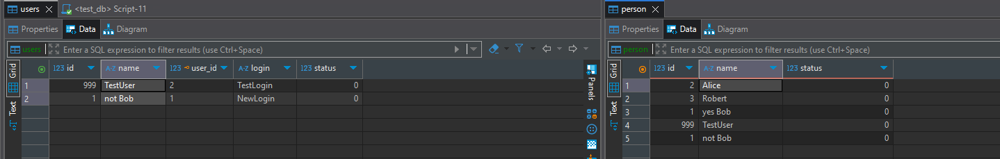 users <test_db> Script-11
Properties Data Diagram
users Enter a SQL expression to filter results (use Ctrl+Space)
Grid 123 id A-Z name 123 user_id A-Z login 123 status
1 999 TestUser 2 TestLogin 0
2 1 not Bob 1 NewLogin 0
Text
Panels
person
Properties Data Diagram
person Enter a SQL expression to filter results (use Ctrl+Space)
Grid 123 id A-Z name 123 status
1 2 Alice 0
2 3 Robert 0
3 1 yes Bob 0
4 999 TestUser 0
5 1 not Bob 0
Text